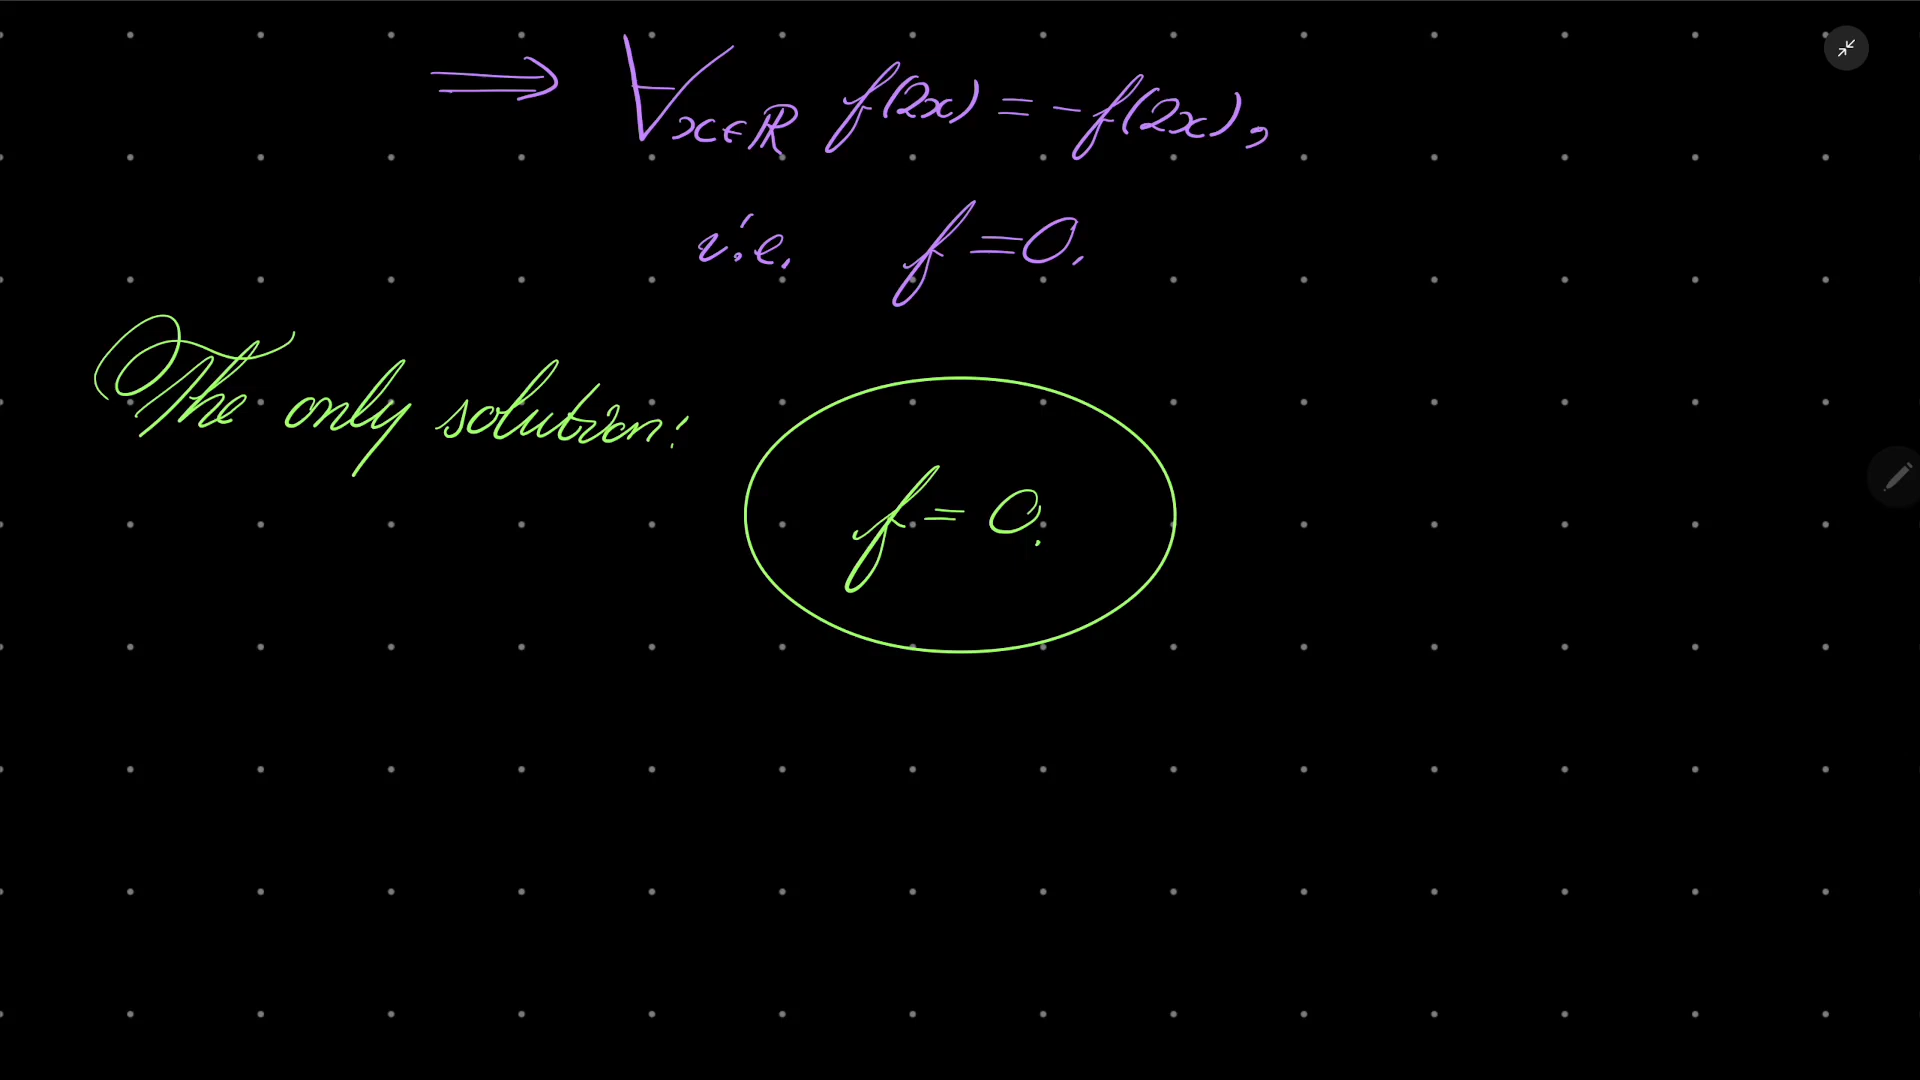 ⟹ ∀x∈ℝ f(2x) = -f(2x),
i.e. f=0.
The only solution:
f = 0.